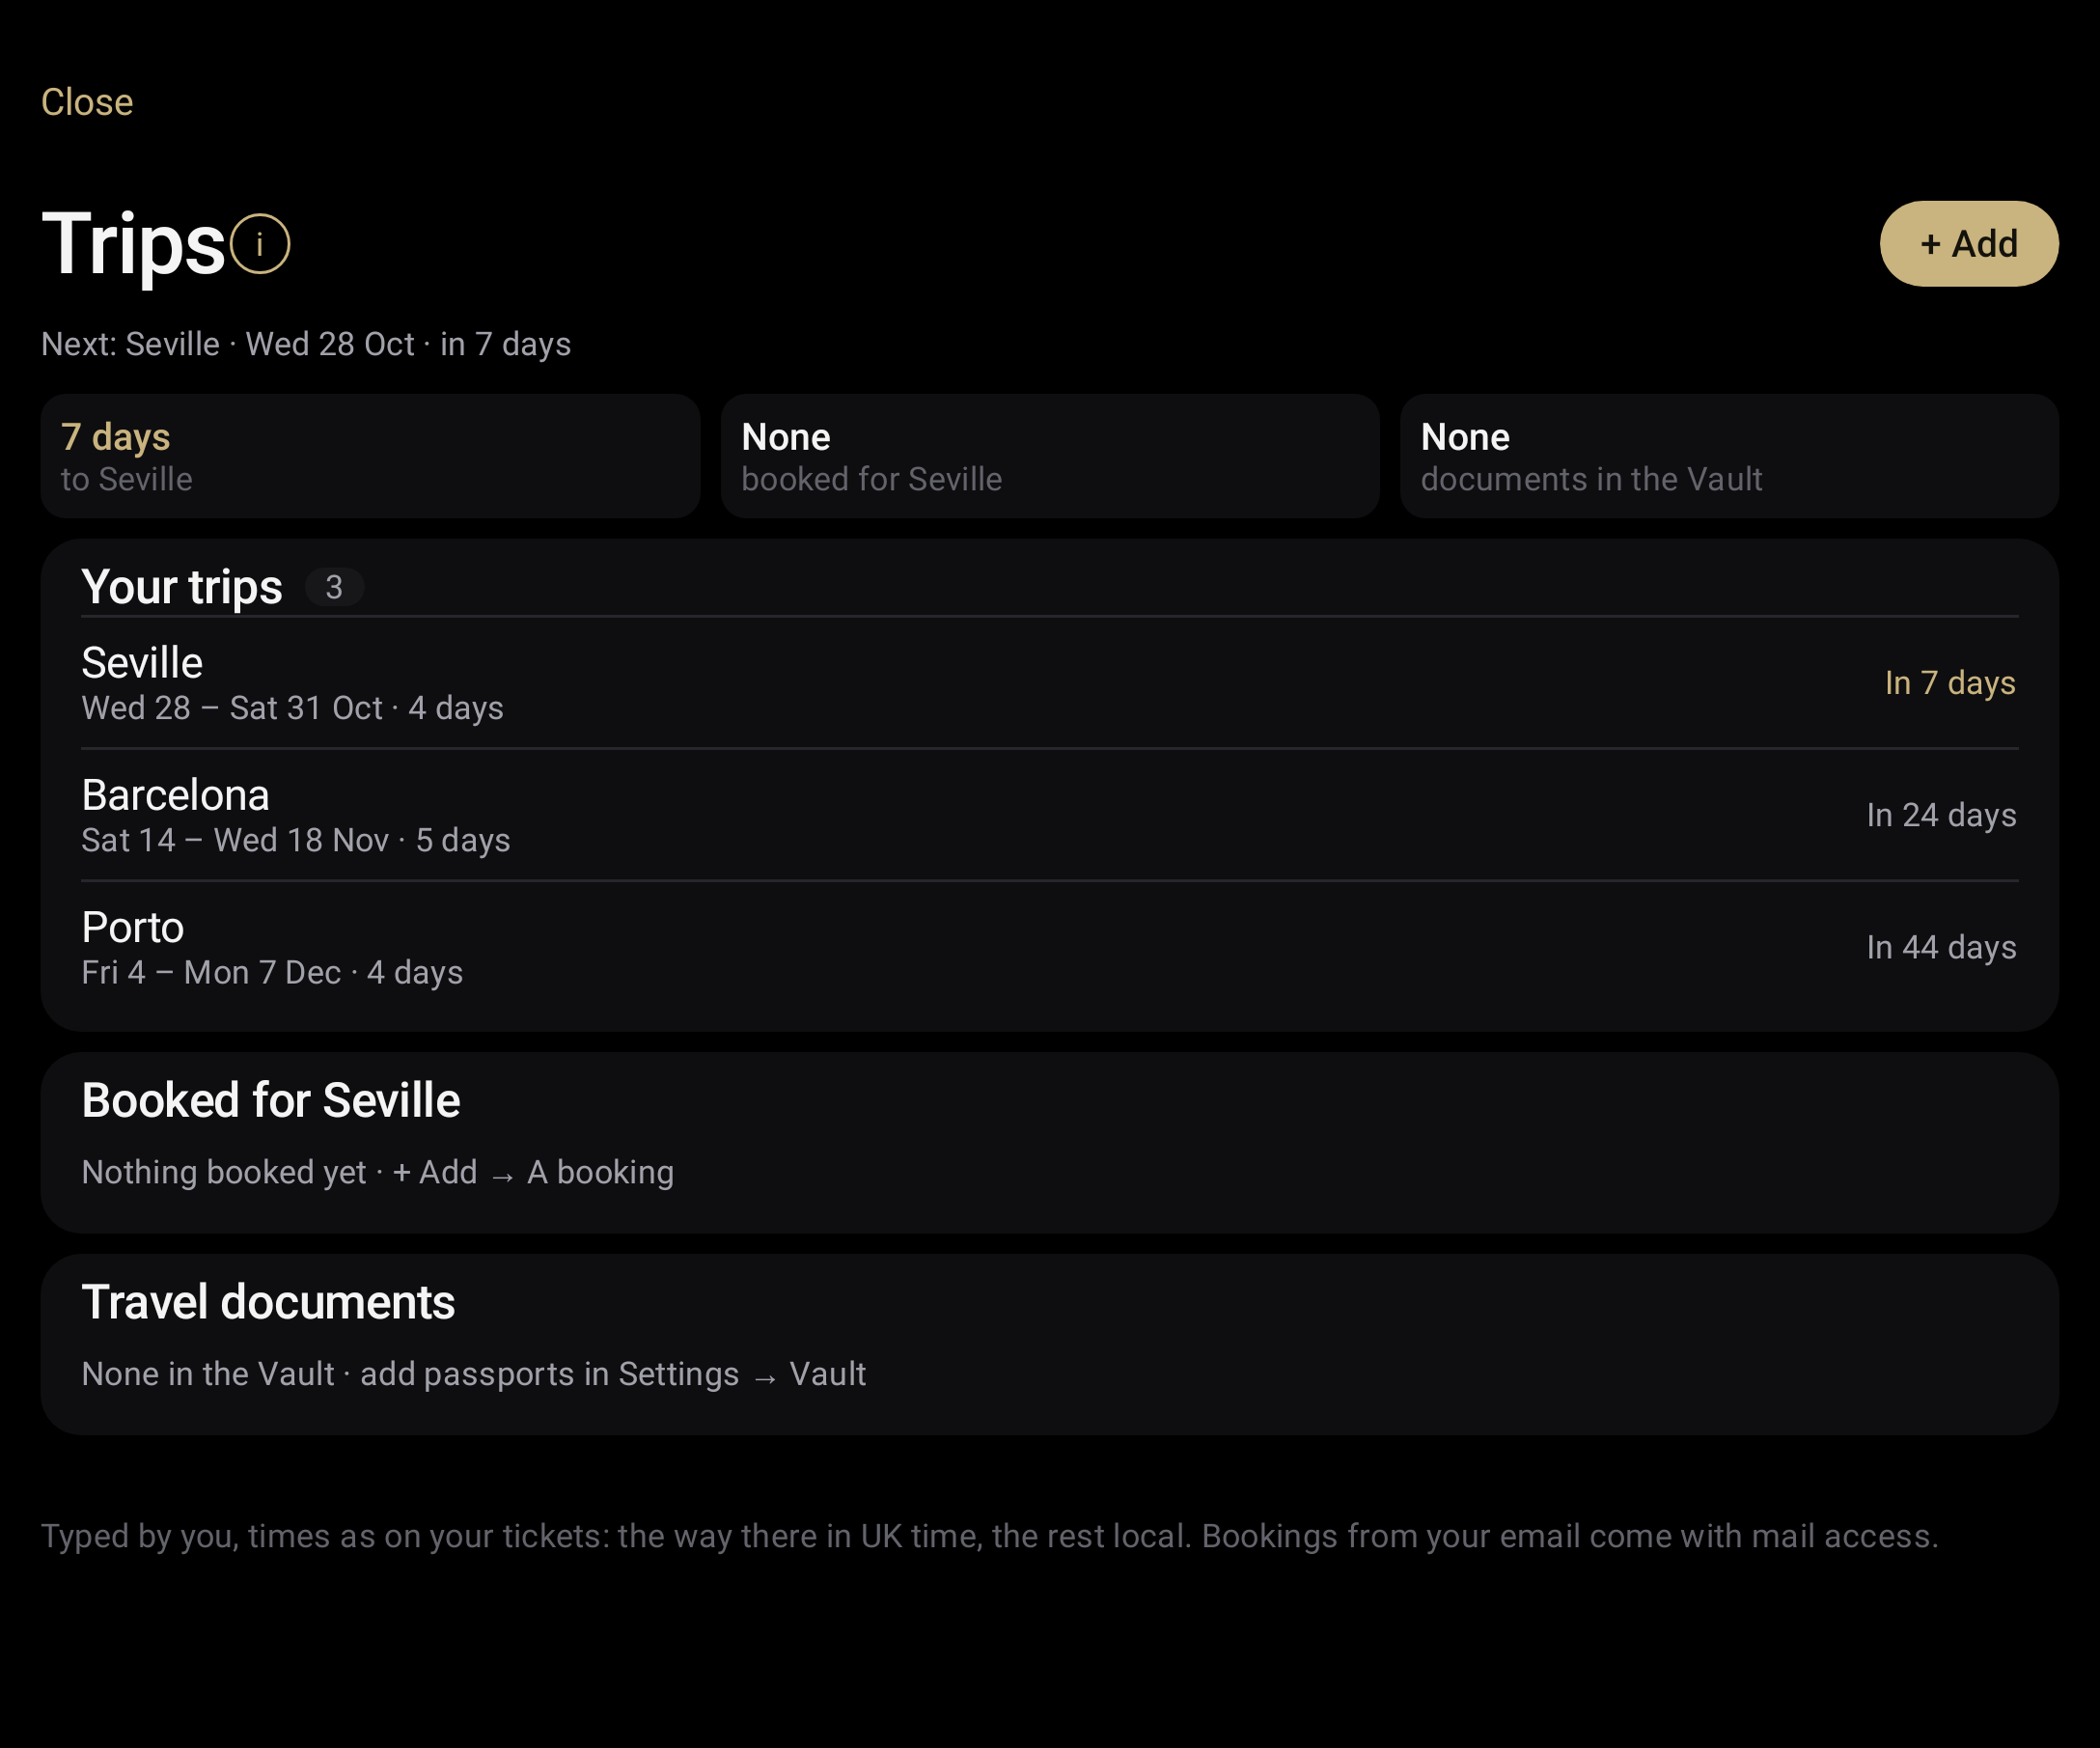 Close
Trips i
+ Add
Next: Seville · Wed 28 Oct · in 7 days
7 days
to Seville
None
booked for Seville
None
documents in the Vault
Your trips 3
Seville
Wed 28 – Sat 31 Oct · 4 days
In 7 days
Barcelona
Sat 14 – Wed 18 Nov · 5 days
In 24 days
Porto
Fri 4 – Mon 7 Dec · 4 days
In 44 days
Booked for Seville
Nothing booked yet · + Add → A booking
Travel documents
None in the Vault · add passports in Settings → Vault
Typed by you, times as on your tickets: the way there in UK time, the rest local. Bookings from your email come with mail access.